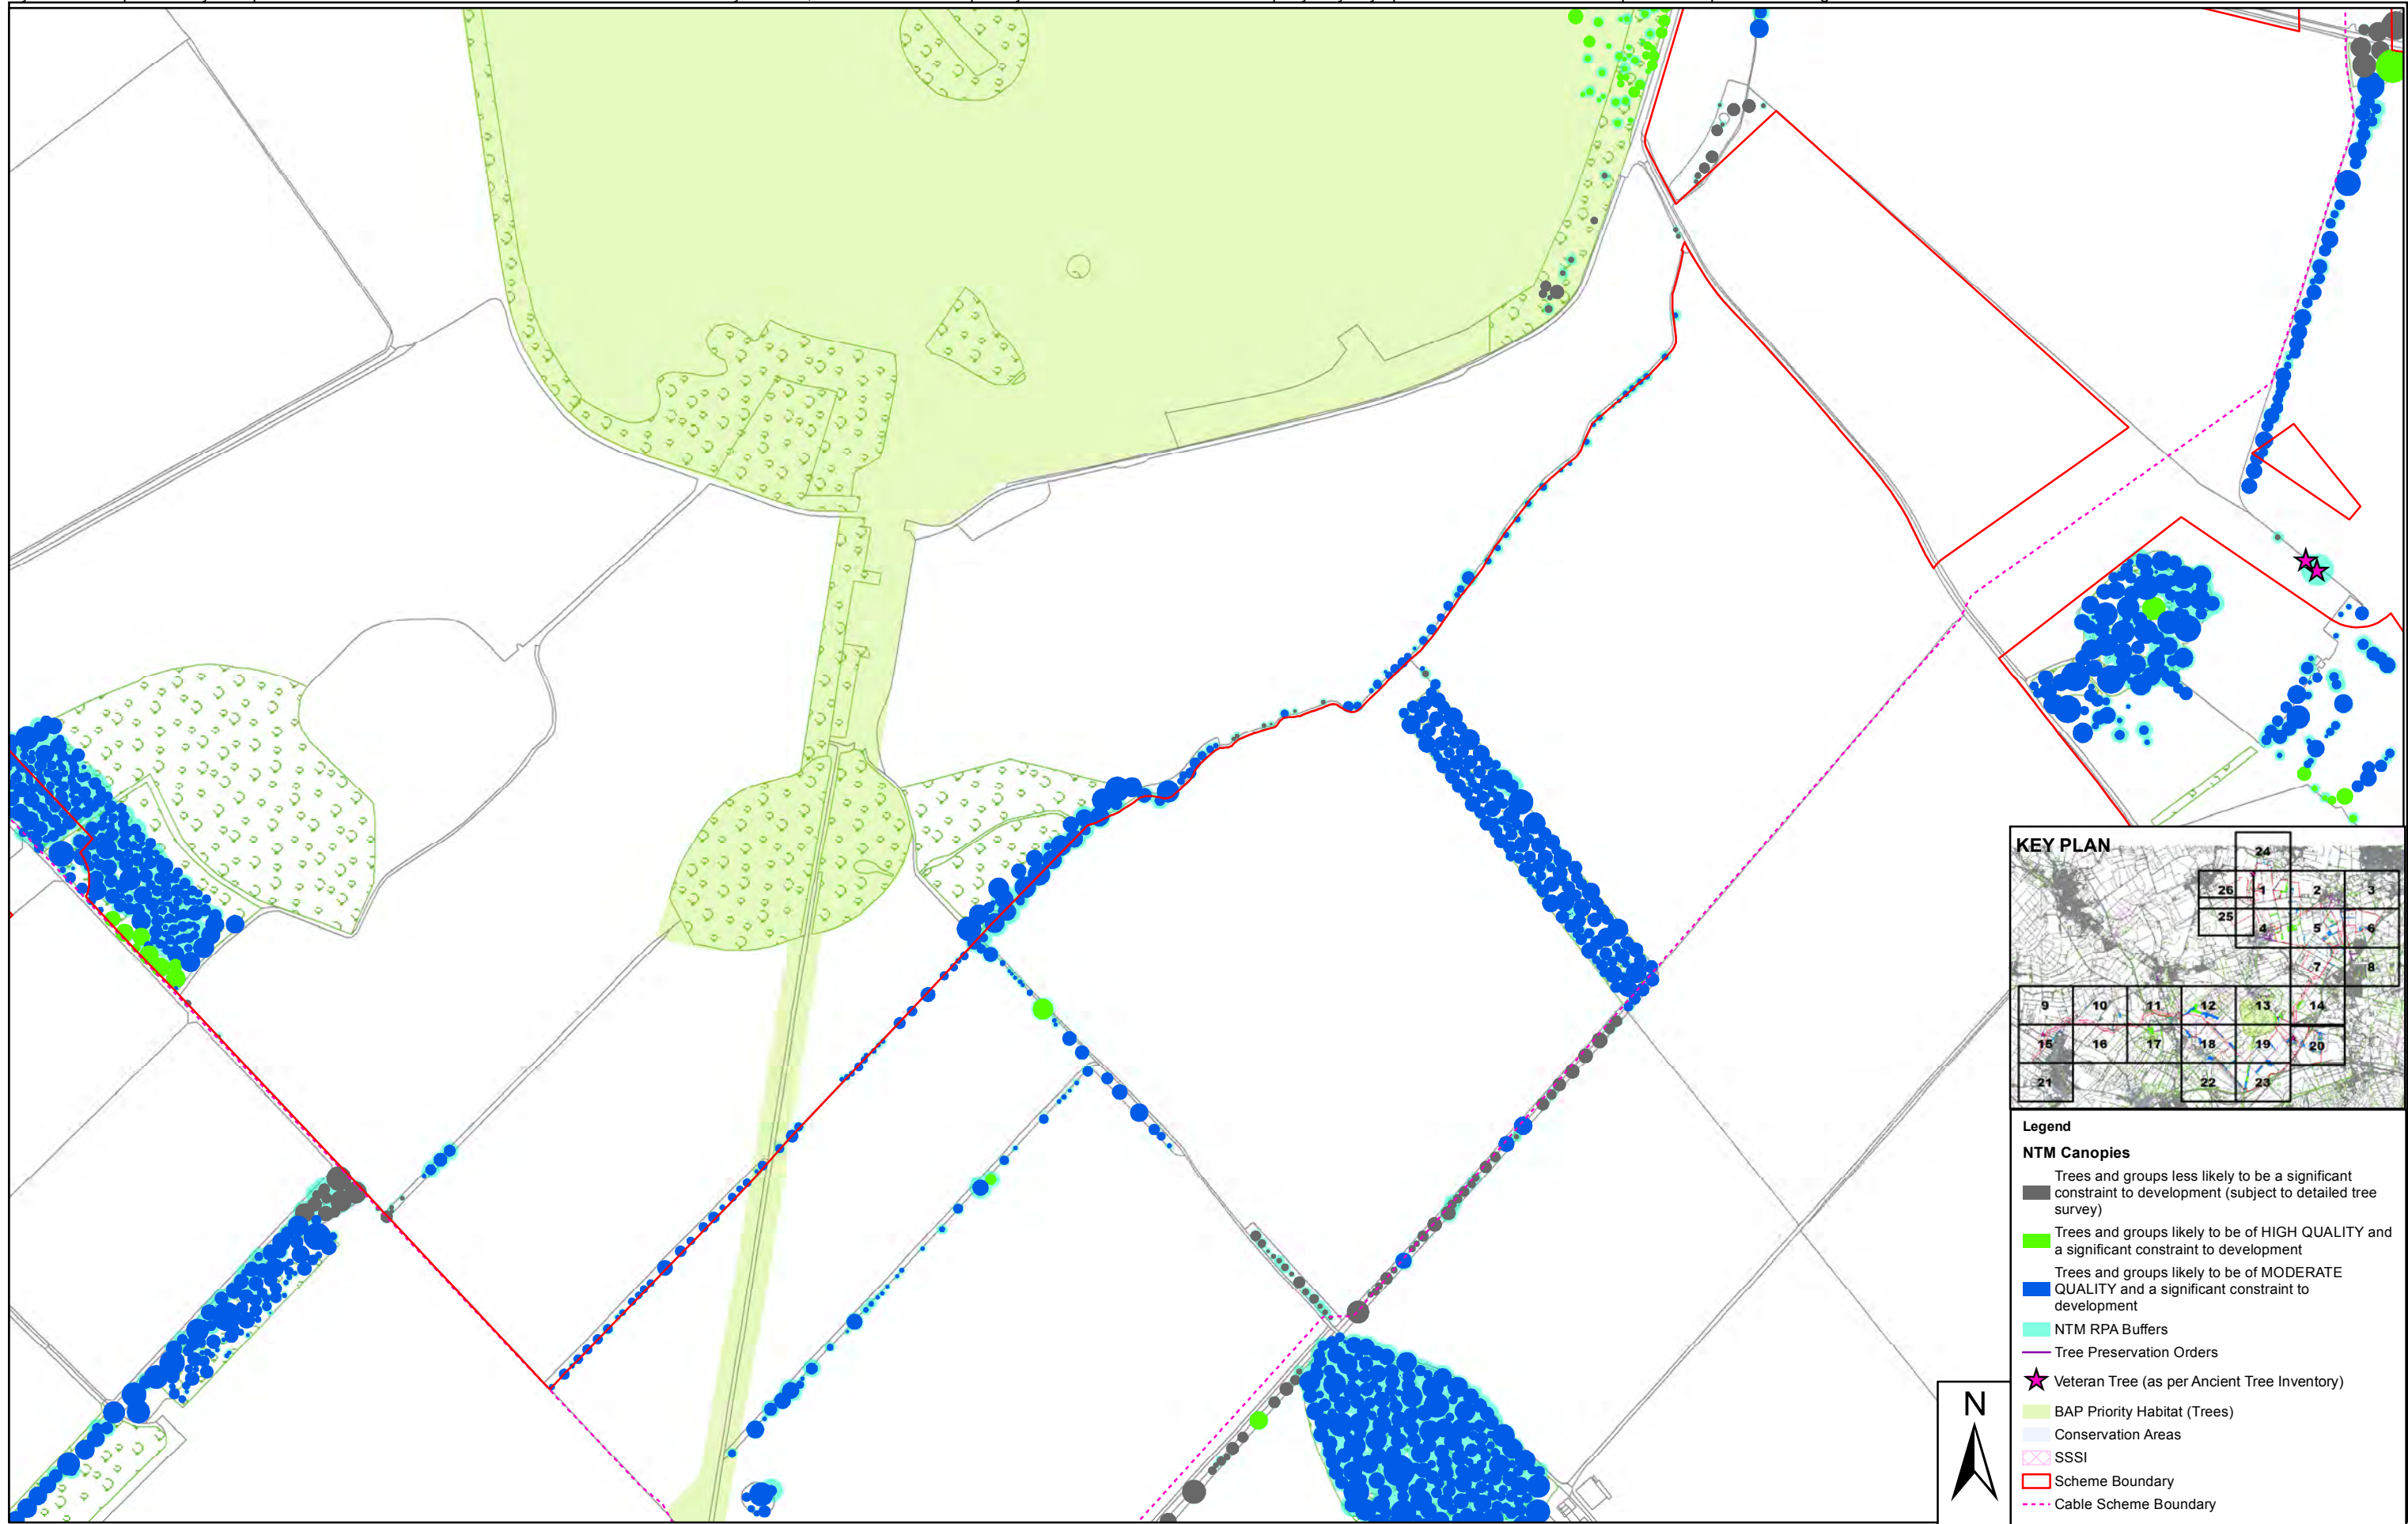 KEY PLAN
24
26 1 2 3
25 4 5 6
7 8
9 10 11 12 13 14
15 16 17 18 19 20
21 22 23
Legend
NTM Canopies
Trees and groups less likely to be a significant
constraint to development (subject to detailed tree
survey)
Trees and groups likely to be of HIGH QUALITY and
a significant constraint to development
Trees and groups likely to be of MODERATE
QUALITY and a significant constraint to
development
NTM RPA Buffers
Tree Preservation Orders
Veteran Tree (as per Ancient Tree Inventory)
BAP Priority Habitat (Trees)
Conservation Areas
SSSI
Scheme Boundary
Cable Scheme Boundary
N